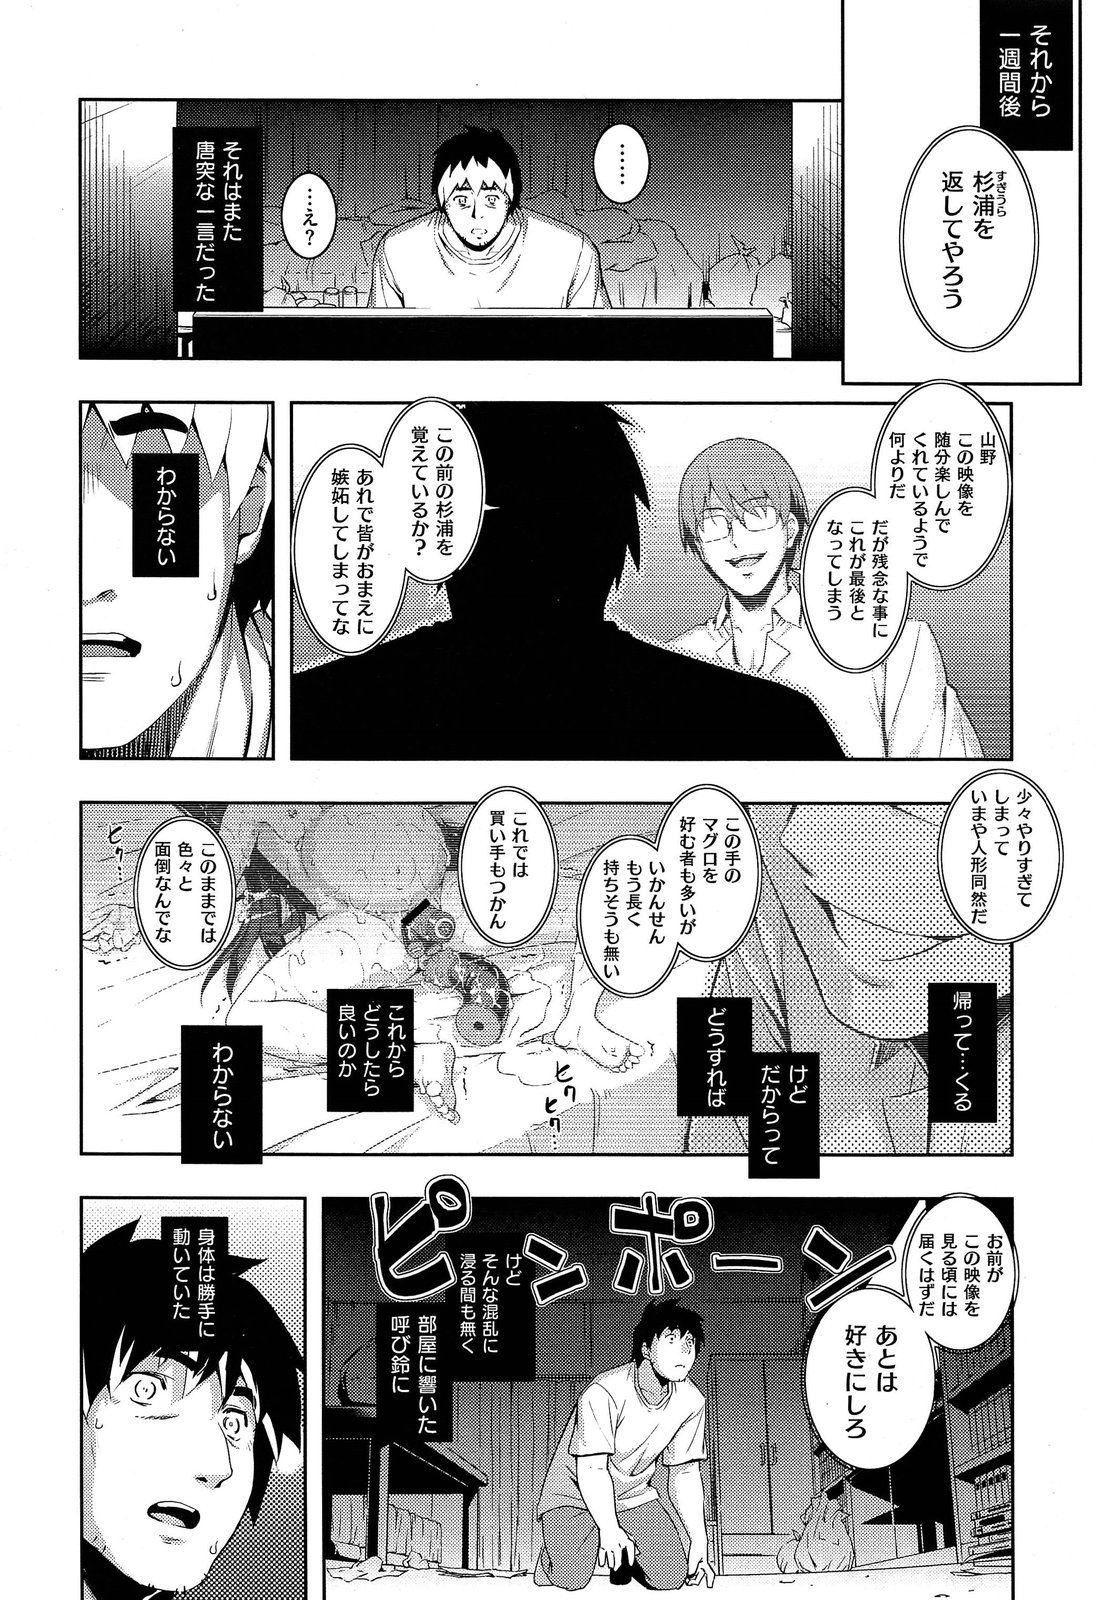 それから
一週間後
杉浦を
すぎうら
返してやろう
……
…え？
それはまた
唐突な一言だった
山野
この映像を
随分楽しんで
くれているようで
何よりだ
だが残念な事に
これが最後と
なってしまう
この前の杉浦を
覚えているか？
あれで皆がおまえに
嫉妬してしまってな
わからない
少々やりすぎて
しまって
いまや人形同然だ
帰って…くる
この手の
マグロを
好む者も多いが
いかんせん
もう長く
持ちそうも無い
けど
だからって
どうすれば
これでは
買い手もつかん
これから
どうしたら
良いのか
このままでは
色々と
面倒なんでな
わからない
ヒク…
ヒク
ヒク…
お前が
この映像を
見る頃には
届くはずだ
あとは
好きにしろ
ピンポーン
けど
そんな混乱に
浸る間も無く
部屋に響いた
呼び鈴に
身体は勝手に
動いていた